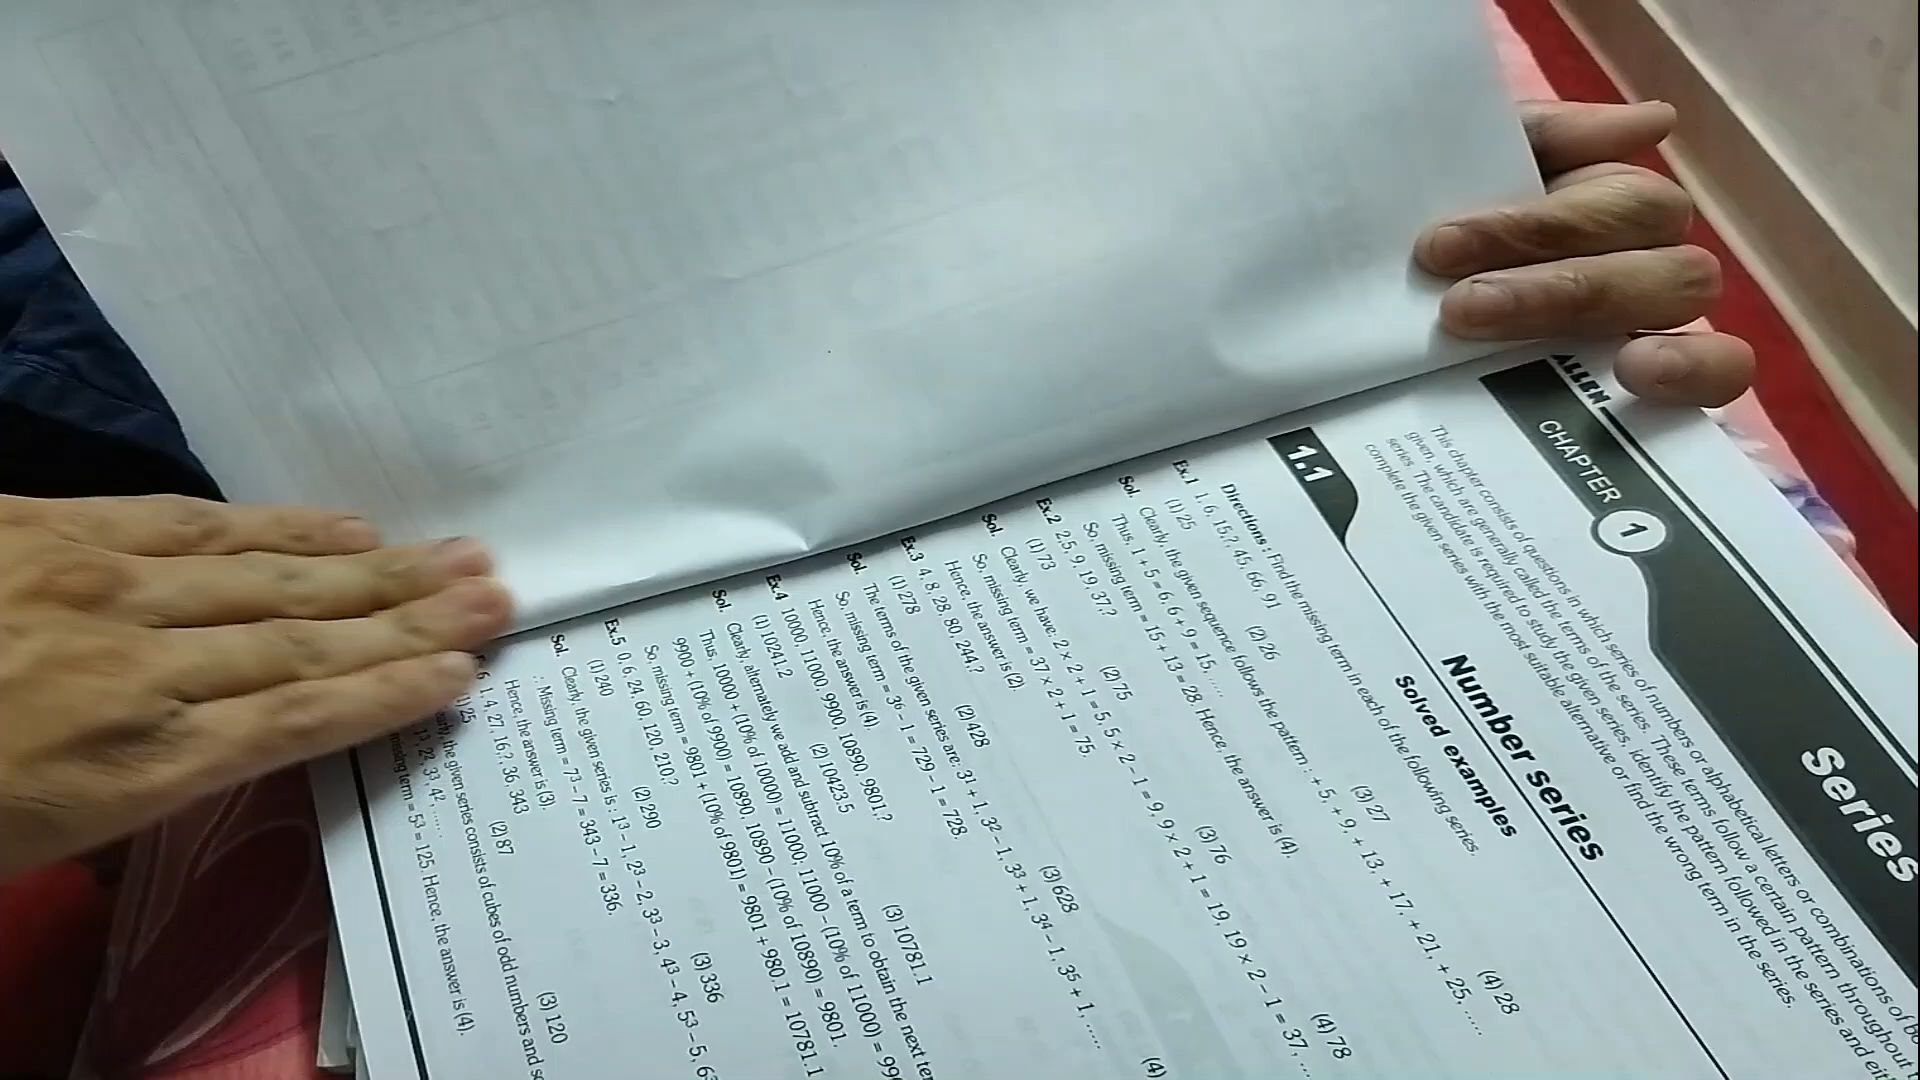 ALLEN
CHAPTER 1
Series
This chapter consists of questions in which series of numbers or alphabetical letters or combinations of
given, which are generally called the terms of the series. These terms follow a certain pattern throughout
series. The candidate is required to study the given series, identify the pattern followed in the series and
complete the given series with the most suitable alternative or find the wrong term in the series.
1.1
Number Series
Solved examples
Directions : Find the missing term in each of the following series.
Ex.1 1, 6, 15,?, 45, 66, 91
(1) 25 (2) 26 (3) 27 (4) 28
Sol. Clearly, the given sequence follows the pattern : + 5, + 9, + 13, + 17, + 21, + 25, .....
Thus, 1 + 5 = 6, 6 + 9 = 15, .....
So, missing term = 15 + 13 = 28. Hence, the answer is (4).
Ex.2 2,5, 9, 19, 37,?
(1) 73 (2) 75 (3) 76 (4) 78
Sol. Clearly, we have: 2 × 2 + 1 = 5, 5 × 2 – 1 = 9, 9 × 2 + 1 = 19, 19 × 2 – 1 = 37, ...
So, missing term = 37 × 2 + 1 = 75.
Hence, the answer is (2).
Ex.3 4, 8, 28, 80, 244,?
(1) 278 (2) 428 (3) 628 (4)
Sol. The terms of the given series are: 3¹ + 1, 3² – 1, 3³ + 1, 3⁴ – 1, 3⁵ + 1, .....
So, missing term = 3⁶ – 1 = 729 – 1 = 728.
Hence, the answer is (4).
Ex.4 10000, 11000, 9900, 10890, 9801,?
(1) 10241.2 (2) 10423.5 (3) 10781.1
Sol. Clearly, alternately we add and subtract 10% of a term to obtain the next
Thus, 10000 + (10% of 10000) = 11000; 11000 – (10% of 11000) =
9900 + (10% of 9900) = 10890, 10890 – (10% of 10890) = 9801.
So, missing term = 9801 + (10% of 9801) = 9801 + 980.1 = 10781.1
Ex.5 0, 6, 24, 60, 120, 210,?
(1) 240 (2) 290 (3) 336
Sol. Clearly, the given series is : 1³ – 1, 2³ – 2, 3³ – 3, 4³ – 4, 5³ – 5,
∴ Missing term = 7³ – 7 = 343 – 7 = 336.
Hence, the answer is (3)
1, 4, 27, 16,?, 36, 343
25 (2) 87 (3) 120
the given series consists of cubes of odd numbers and
1³, 2², 3³, 4², ......
missing term = 5³ = 125. Hence, the answer is (4).